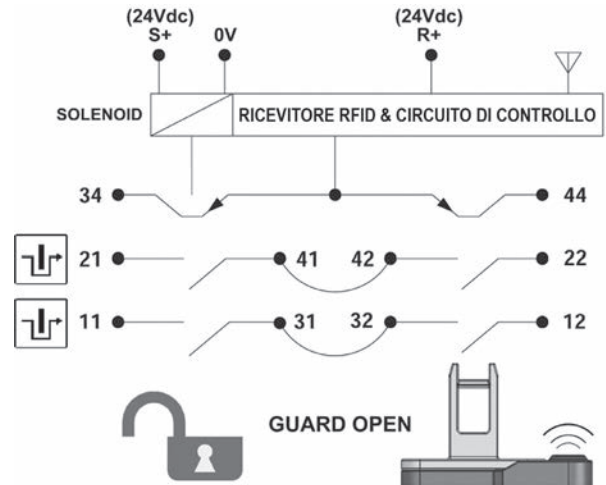 (24Vdc) (24Vdc)
S+ 0V R+
SOLENOID RICEVITORE RFID & CIRCUITO DI CONTROLLO
34 44
21 41 42 22
11 31 32 12
GUARD OPEN